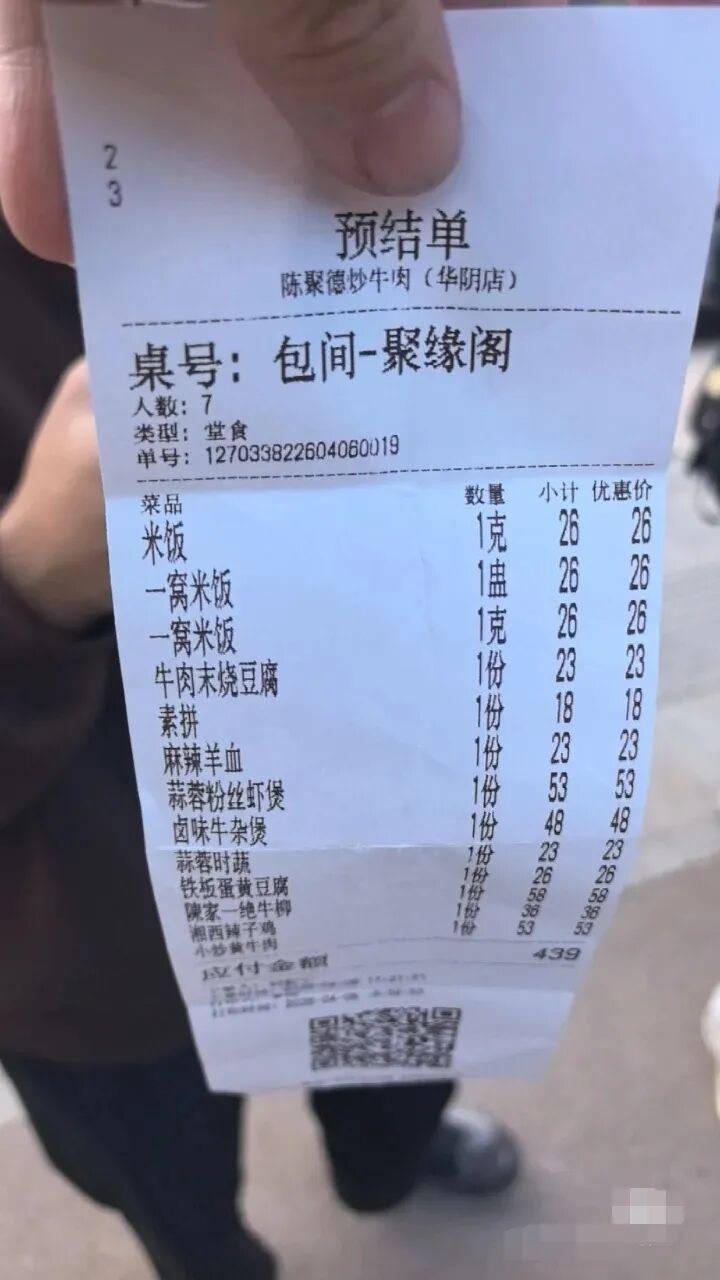 2
3
预结单
陈聚德炒牛肉（华阴店）
桌号：包间-聚缘阁
人数：7
类型：堂食
单号：127033822604060019
菜品 数量 小计 优惠价
米饭 1克 26 26
一窝米饭 1盅 26 26
一窝米饭 1克 26 26
牛肉末烧豆腐 1份 23 23
素拼 1份 18 18
麻辣羊血 1份 23 23
蒜蓉粉丝虾煲 1份 53 53
卤味牛杂煲 1份 48 48
蒜蓉时蔬 1份 23 23
铁板蛋黄豆腐 1份 26 26
陳家一绝牛柳 1份 58 58
湘西辣子鸡 1份 36 36
小炒黄牛肉 1份 53 53
应付金额 439